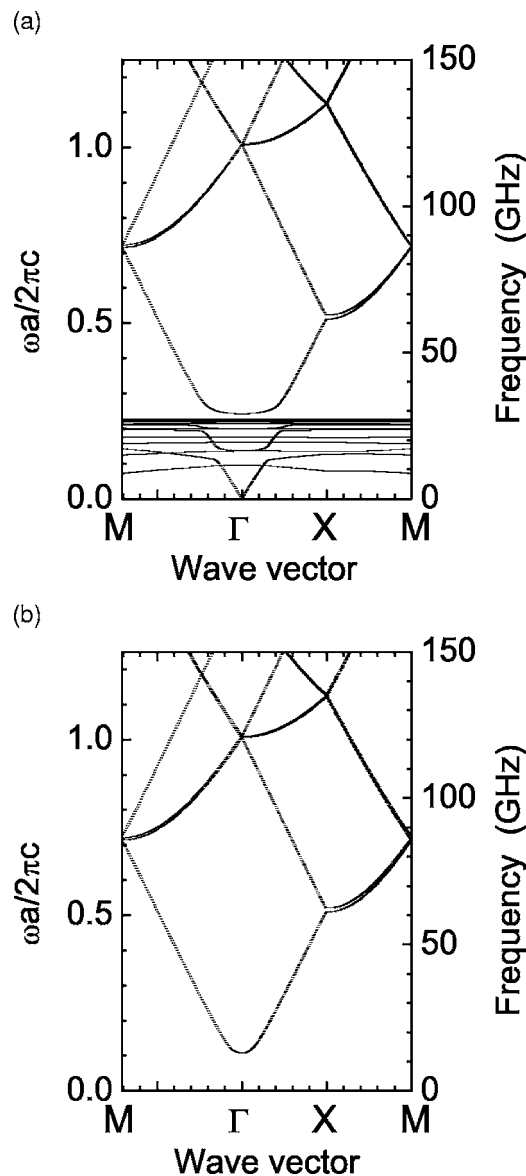 (a)
150
1.0
100
ωa/2πc
Frequency (GHz)
0.5
50
0.0
0
M Γ X M
Wave vector
(b)
150
1.0
100
ωa/2πc
Frequency (GHz)
0.5
50
0.0
0
M Γ X M
Wave vector